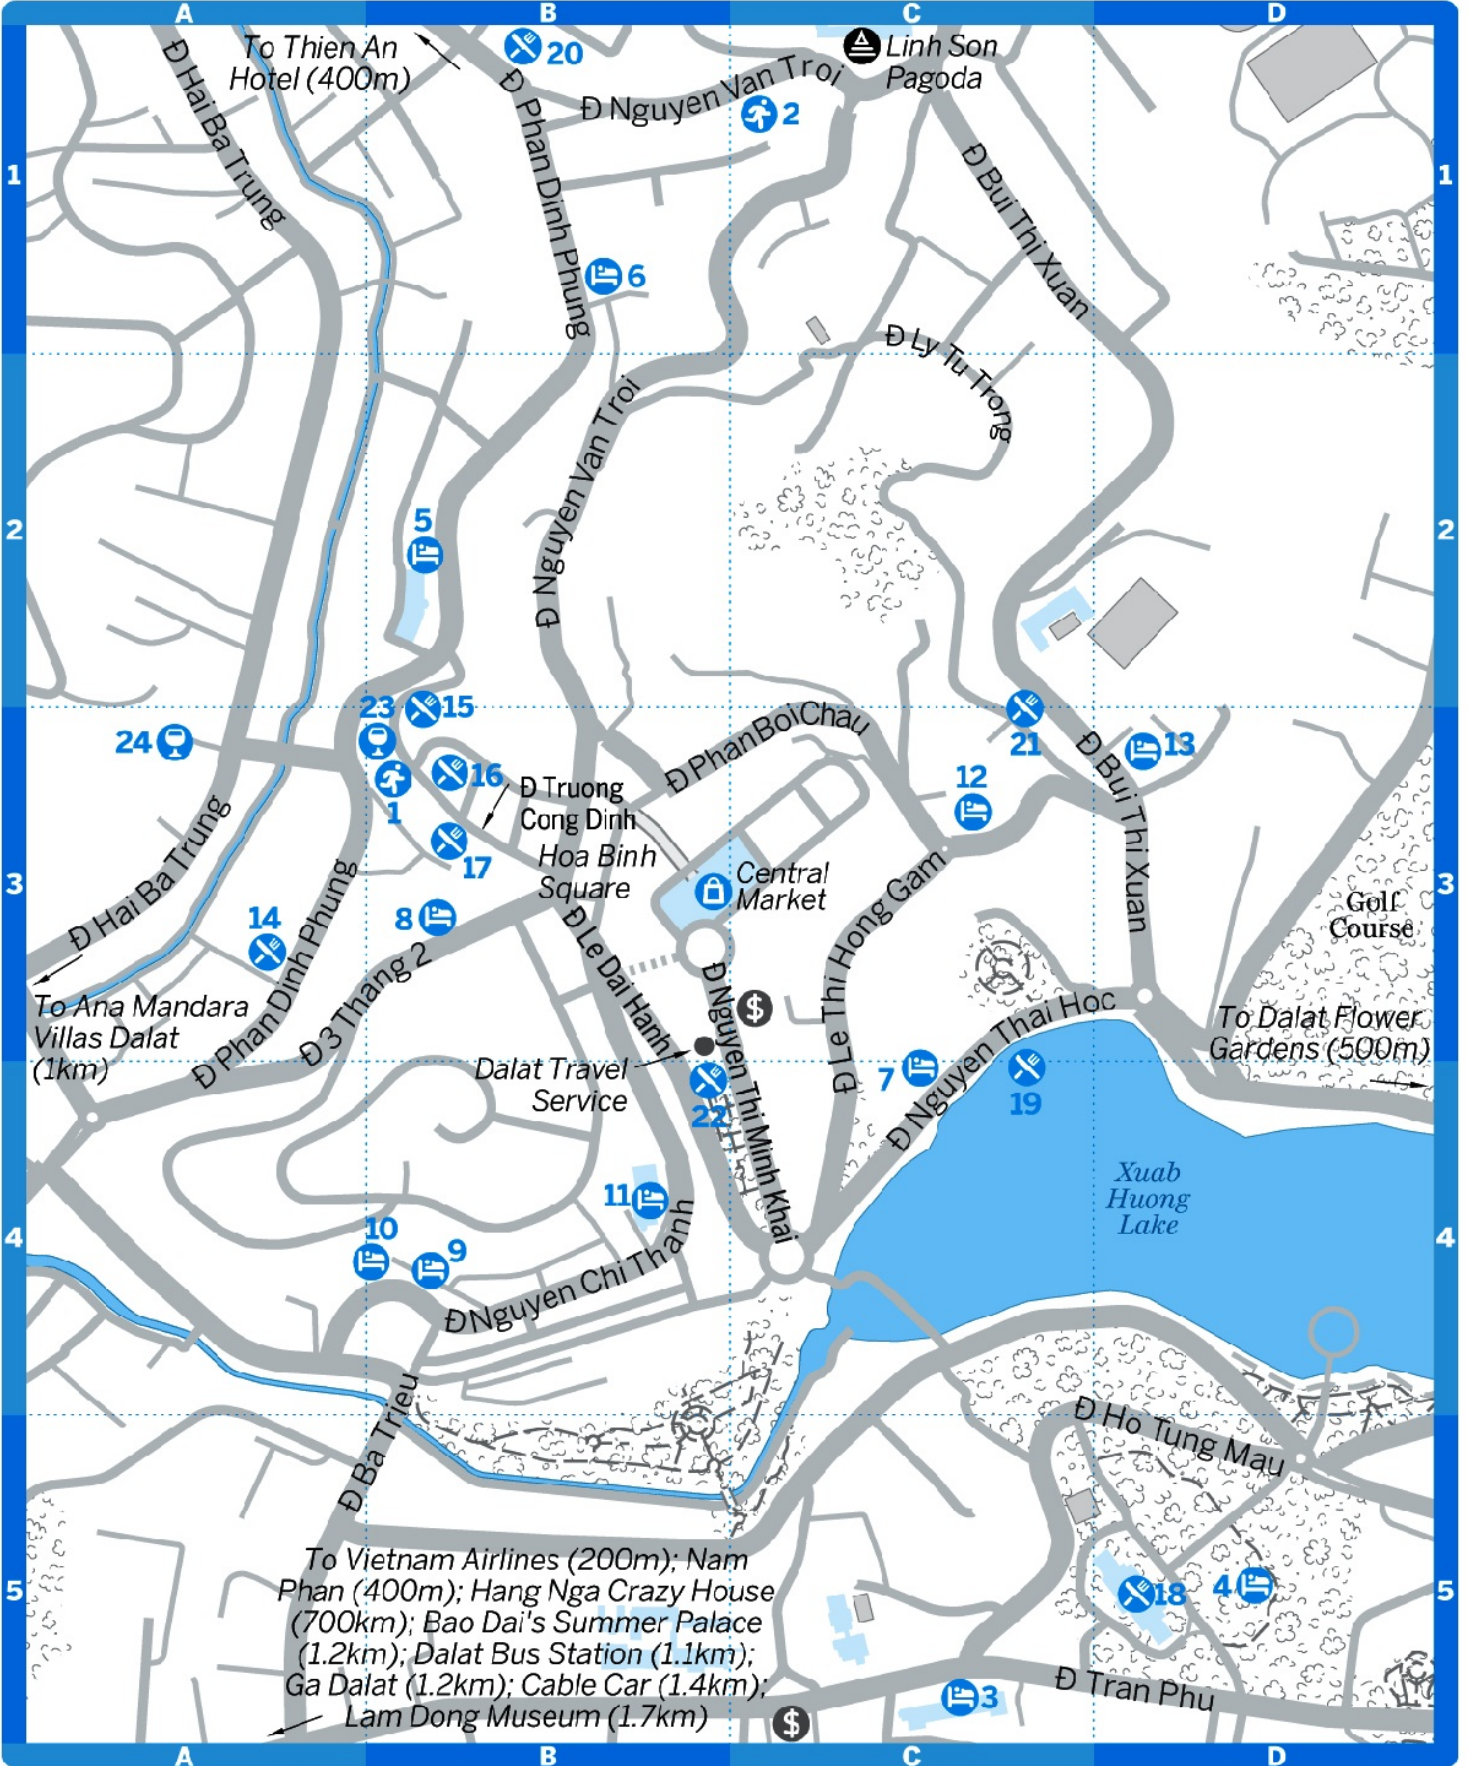 A
B
C
D
To Thien An
Hotel (400m)
20
Linh Son
Pagoda
Đ Hai Ba Trung
Đ Phan Dinh Phung
Đ Nguyen Van Troi
2
1
1
Đ Bui Thi Xuan
6
Đ Ly Tu Trong
Đ Nguyen Van Troi
2
2
5
23
15
24
21
13
Đ Phan Boi Chau
Đ Bui Thi Xuan
16
12
1
Đ Truong
Cong Dinh
17
Hoa Binh
Square
Central
Market
3
3
Đ Hai Ba Trung
Đ Phan Dinh Phung
8
14
Golf
Course
Đ Le Dai Hanh
Đ Le Thi Hong Gam
Đ 3 Thang 2
Đ Nguyen Thi Minh Khai
$
Đ Nguyen Thai Hoc
To Ana Mandara
Villas Dalat
(1km)
To Dalat Flower
Gardens (500m)
Dalat Travel
Service
22
7
19
Xuab
Huong
Lake
11
10
9
4
4
Đ Nguyen Chi Thanh
Đ Ba Trieu
Đ Ho Tung Mau
To Vietnam Airlines (200m); Nam
Phan (400m); Hang Nga Crazy House
(700km); Bao Dai's Summer Palace
(1.2km); Dalat Bus Station (1.1km);
Ga Dalat (1.2km); Cable Car (1.4km);
Lam Dong Museum (1.7km)
5
5
18
4
3
Đ Tran Phu
$
A
B
C
D